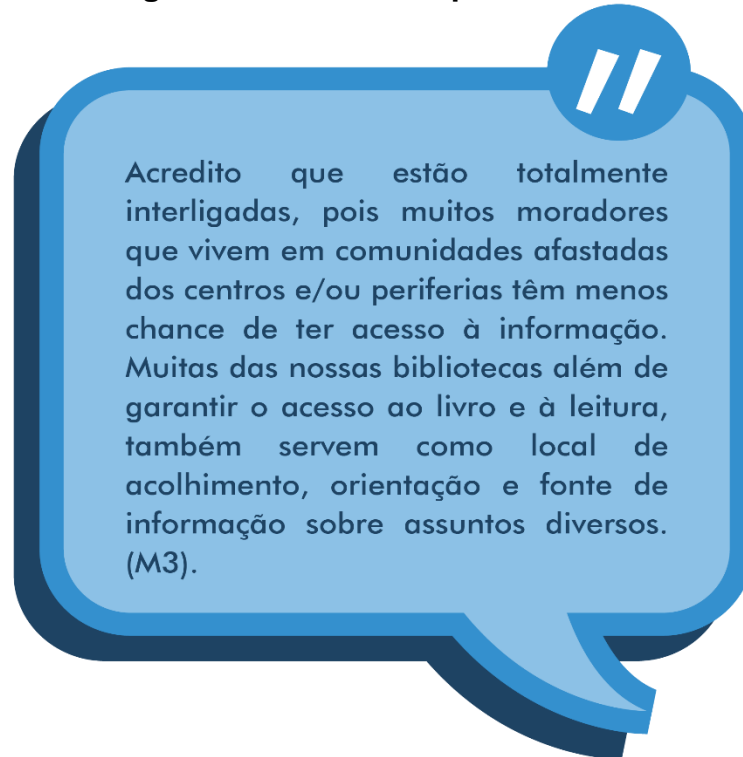 Acredito que estão totalmente
interligadas, pois muitos moradores
que vivem em comunidades afastadas
dos centros e/ou periferias têm menos
chance de ter acesso à informação.
Muitas das nossas bibliotecas além de
garantir o acesso ao livro e à leitura,
também servem como local de
acolhimento, orientação e fonte de
informação sobre assuntos diversos.
(M3).